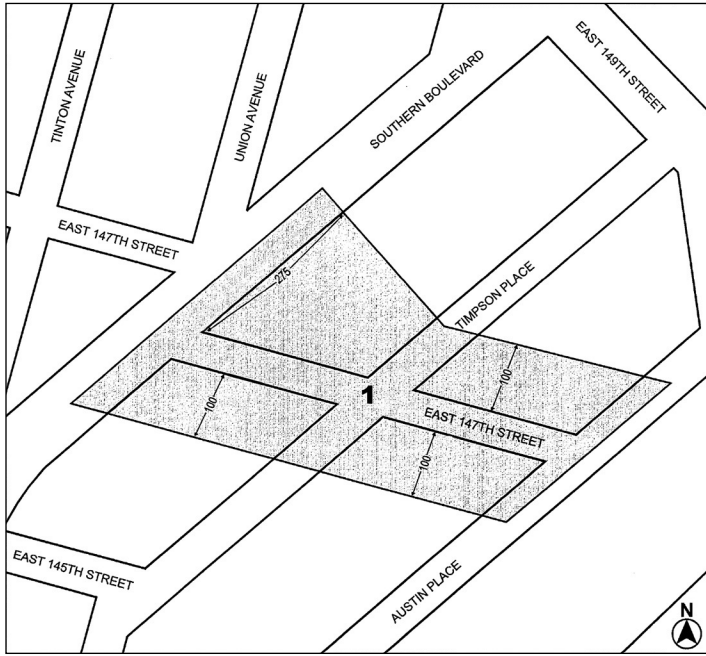 TINTON AVENUE
UNION AVENUE
SOUTHERN BOULEVARD
EAST 149TH STREET
EAST 147TH STREET
275
TIMPSON PLACE
100
1
100
EAST 147TH STREET
100
EAST 145TH STREET
AUSTIN PLACE
N